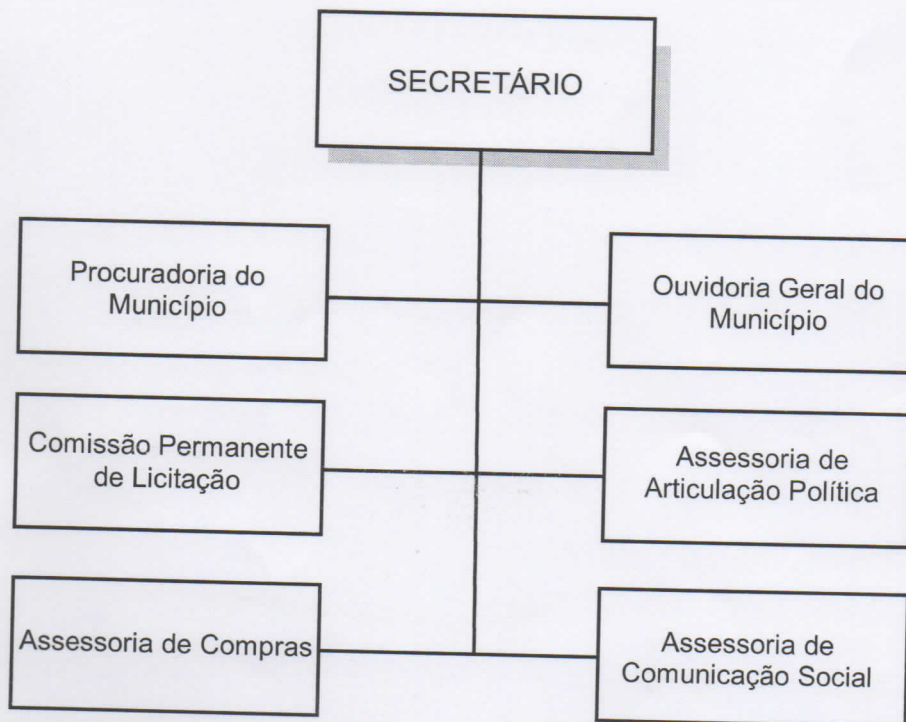 SECRETÁRIO
Procuradoria do
Município
Ouvidoria Geral do
Município
Comissão Permanente
de Licitação
Assessoria de
Articulação Política
Assessoria de Compras
Assessoria de
Comunicação Social